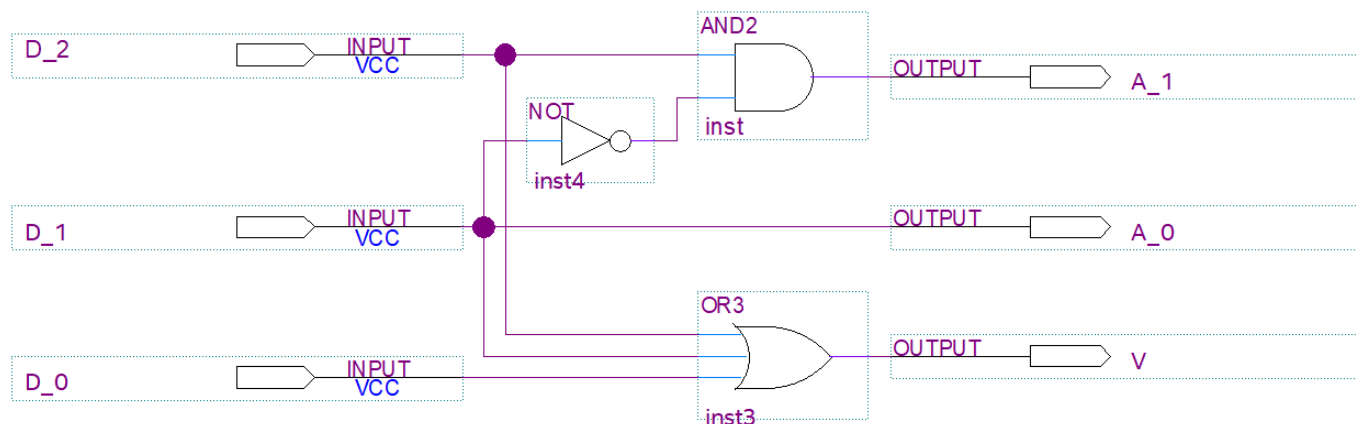 AND2
D_2
INPUT
VCC
OUTPUT
A_1
NOT
inst
inst4
D_1
INPUT
VCC
OUTPUT
A_0
OR3
D_0
INPUT
VCC
OUTPUT
V
inst3